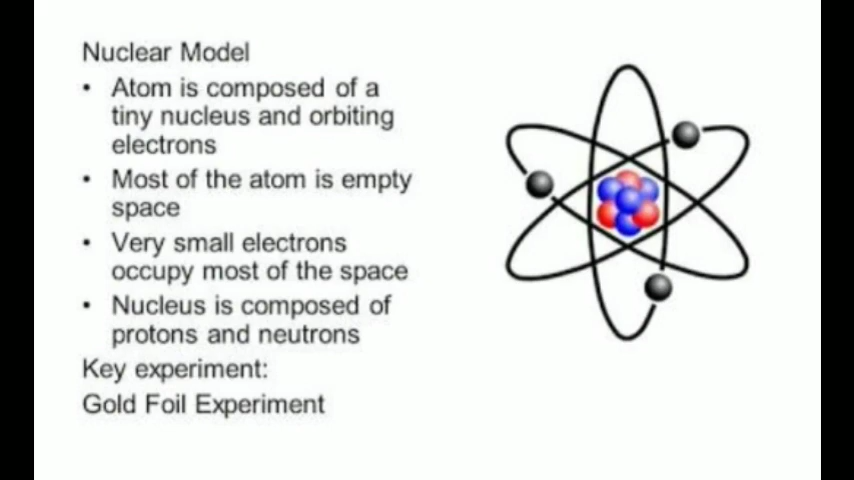 Nuclear Model
• Atom is composed of a
tiny nucleus and orbiting
electrons
• Most of the atom is empty
space
• Very small electrons
occupy most of the space
• Nucleus is composed of
protons and neutrons
Key experiment:
Gold Foil Experiment